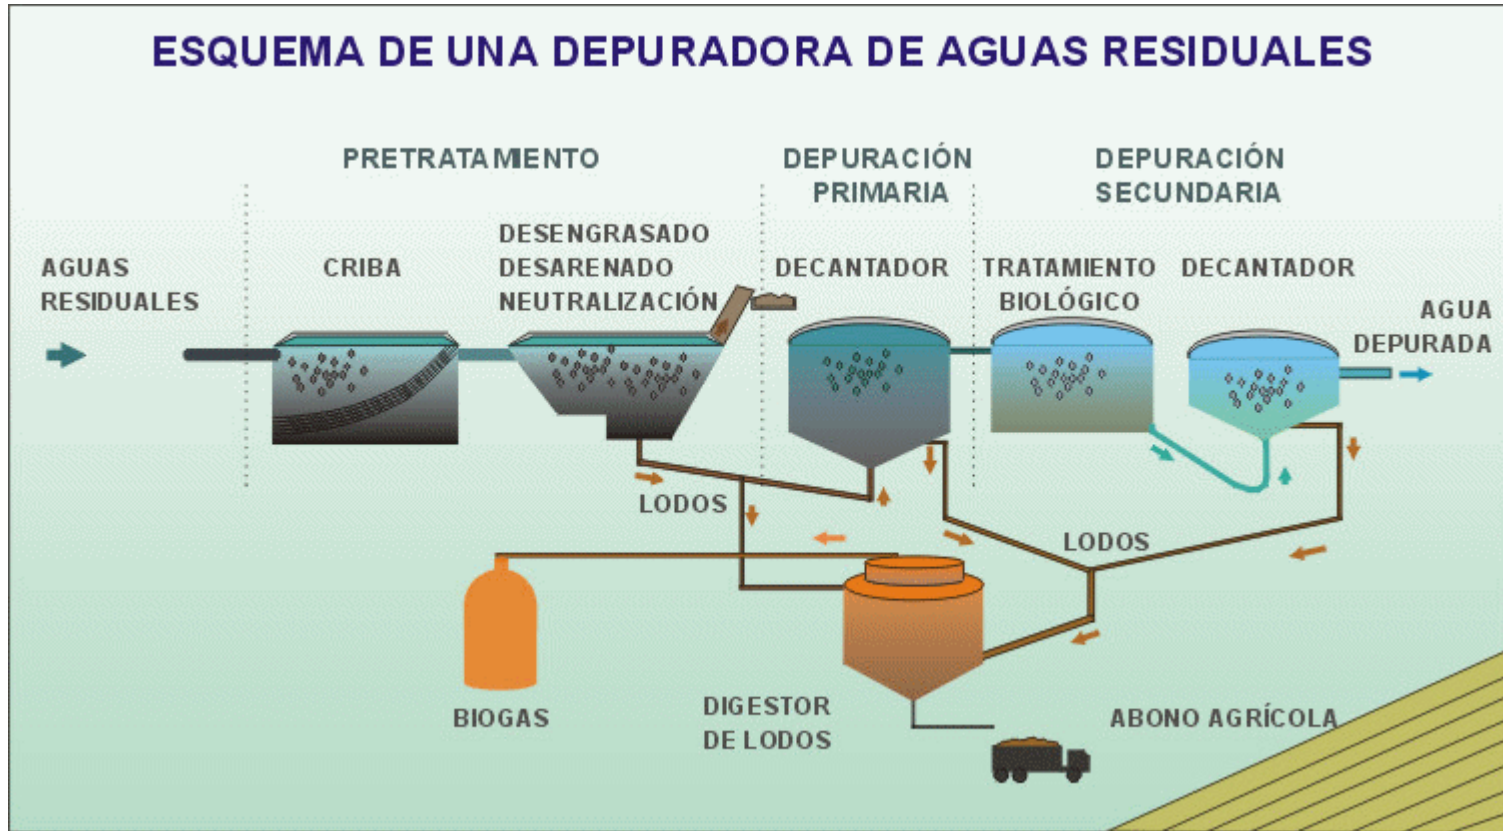 ESQUEMA DE UNA DEPURADORA DE AGUAS RESIDUALES
PRETRATAMIENTO
DEPURACIÓN
PRIMARIA
DEPURACIÓN
SECUNDARIA
AGUAS
RESIDUALES
CRIBA
DESENGRASADO
DESARENADO
NEUTRALIZACIÓN
DECANTADOR
TRATAMIENTO
BIOLÓGICO
DECANTADOR
AGUA
DEPURADA
LODOS
LODOS
BIOGAS
DIGESTOR
DE LODOS
ABONO AGRÍCOLA